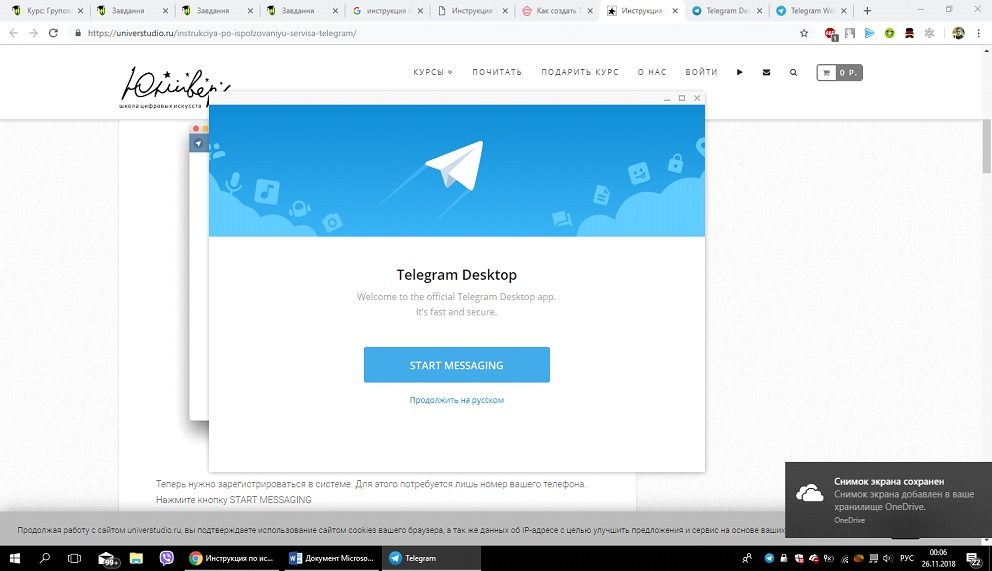 Курс: Групов
Завдання
Завдання
Завдання
инструкция п
Инструкция
Как создать Т
Инструкция
Telegram Des
Telegram Web
https://universtudio.ru/instrukciya-po-ispolzovaniyu-servisa-telegram/
1
Юниверс
школа цифровых искусств
КУРСЫ
ПОЧИТАТЬ
ПОДАРИТЬ КУРС
О НАС
ВОЙТИ
0 Р.
Telegram Desktop
Welcome to the official Telegram Desktop app.
It's fast and secure.
START MESSAGING
Продолжить на русском
Теперь нужно зарегистрироваться в системе. Для этого потребуется лишь номер вашего телефона.
Нажмите кнопку START MESSAGING
Снимок экрана сохранен
Снимок экрана добавлен в ваше
хранилище OneDrive.
OneDrive
Продолжая работу с сайтом universtudio.ru, вы подтверждаете использование сайтом cookies вашего браузера, а так же данных об IP-адресе с целью улучшить предложения и сервис на основе ваших
99+
Инструкция по ис...
Документ Microso...
Telegram
РУС
00:06
26.11.2018
22